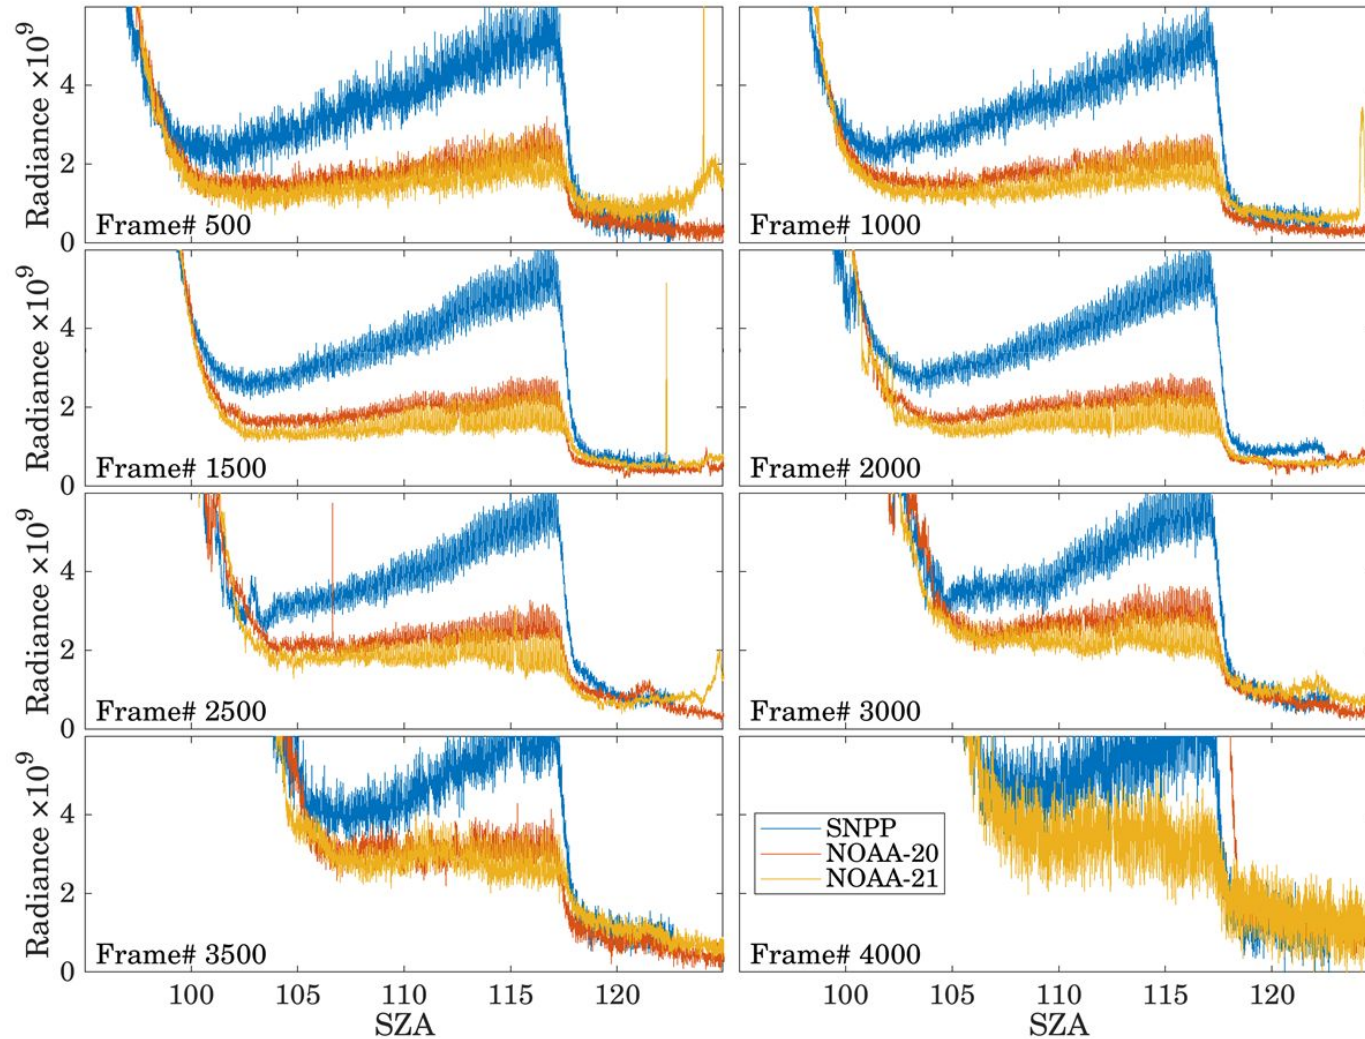 Radiance ×10⁹
4
2
0
Frame# 500
Frame# 1000
Radiance ×10⁹
4
2
0
Frame# 1500
Frame# 2000
Radiance ×10⁹
4
2
0
Frame# 2500
Frame# 3000
Radiance ×10⁹
4
2
0
Frame# 3500
SNPP
NOAA-20
NOAA-21
Frame# 4000
100 105 110 115 120
100 105 110 115 120
SZA
SZA